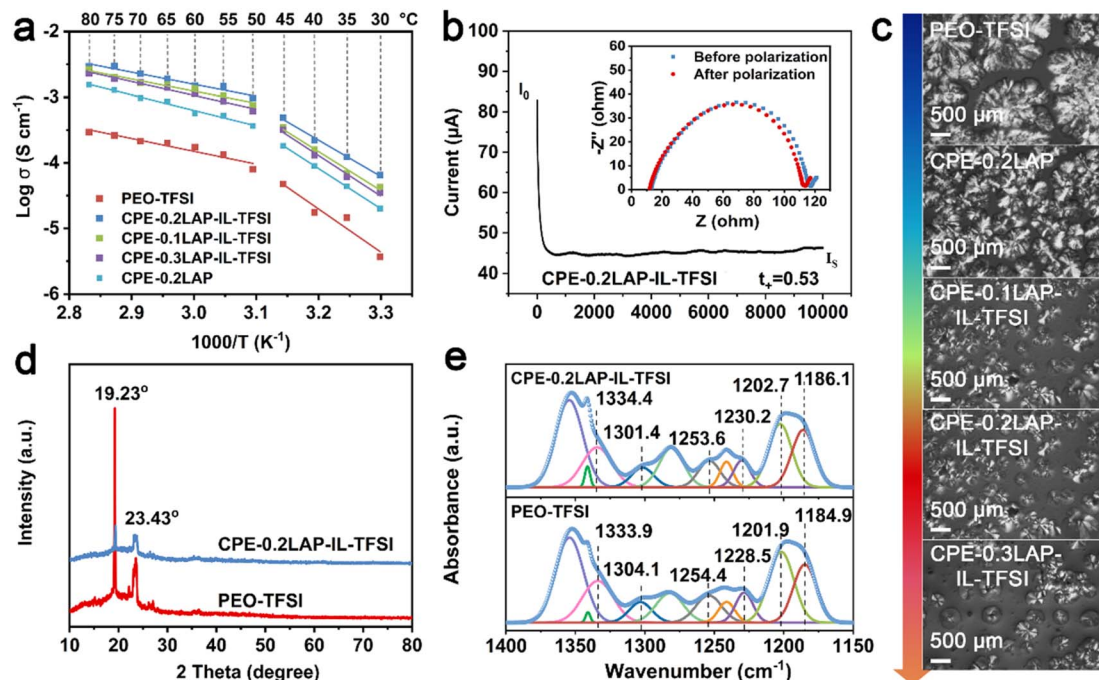 a
80 75 70 65 60 55 50 45 40 35 30 °C
-2
-3
-4
-5
-6
Log σ (S cm⁻¹)
PEO-TFSI
CPE-0.2LAP-IL-TFSI
CPE-0.1LAP-IL-TFSI
CPE-0.3LAP-IL-TFSI
CPE-0.2LAP
2.8 2.9 3.0 3.1 3.2 3.3
1000/T (K⁻¹)
b
100
90
80
70
60
50
40
Current (μA)
I₀
Iₛ
60
50
40
30
20
10
0
-Z'' (ohm)
Before polarization
After polarization
0 20 40 60 80 100 120
Z (ohm)
CPE-0.2LAP-IL-TFSI t₊=0.53
0 2000 4000 6000 8000 10000
c
PEO-TFSI
500 μm
CPE-0.2LAP
500 μm
CPE-0.1LAP-
IL-TFSI
500 μm
CPE-0.2LAP-
IL-TFSI
500 μm
CPE-0.3LAP-
IL-TFSI
500 μm
d
19.23°
23.43°
CPE-0.2LAP-IL-TFSI
PEO-TFSI
Intensity (a.u.)
10 20 30 40 50 60 70 80
2 Theta (degree)
e
CPE-0.2LAP-IL-TFSI
1334.4
1301.4
1253.6
1230.2
1202.7
1186.1
PEO-TFSI
1333.9
1304.1
1254.4
1228.5
1201.9
1184.9
Absorbance (a.u.)
1400 1350 1300 1250 1200 1150
Wavenumber (cm⁻¹)